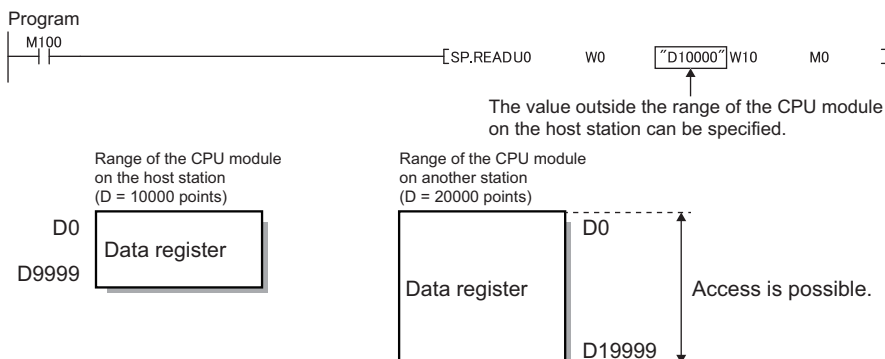 Program
M100
[SP.READ U0 W0 "D10000" W10 M0 ]
The value outside the range of the CPU module
on the host station can be specified.
Range of the CPU module
on the host station
(D = 10000 points)
Range of the CPU module
on another station
(D = 20000 points)
D0
Data register
D9999
D0
Data register
Access is possible.
D19999